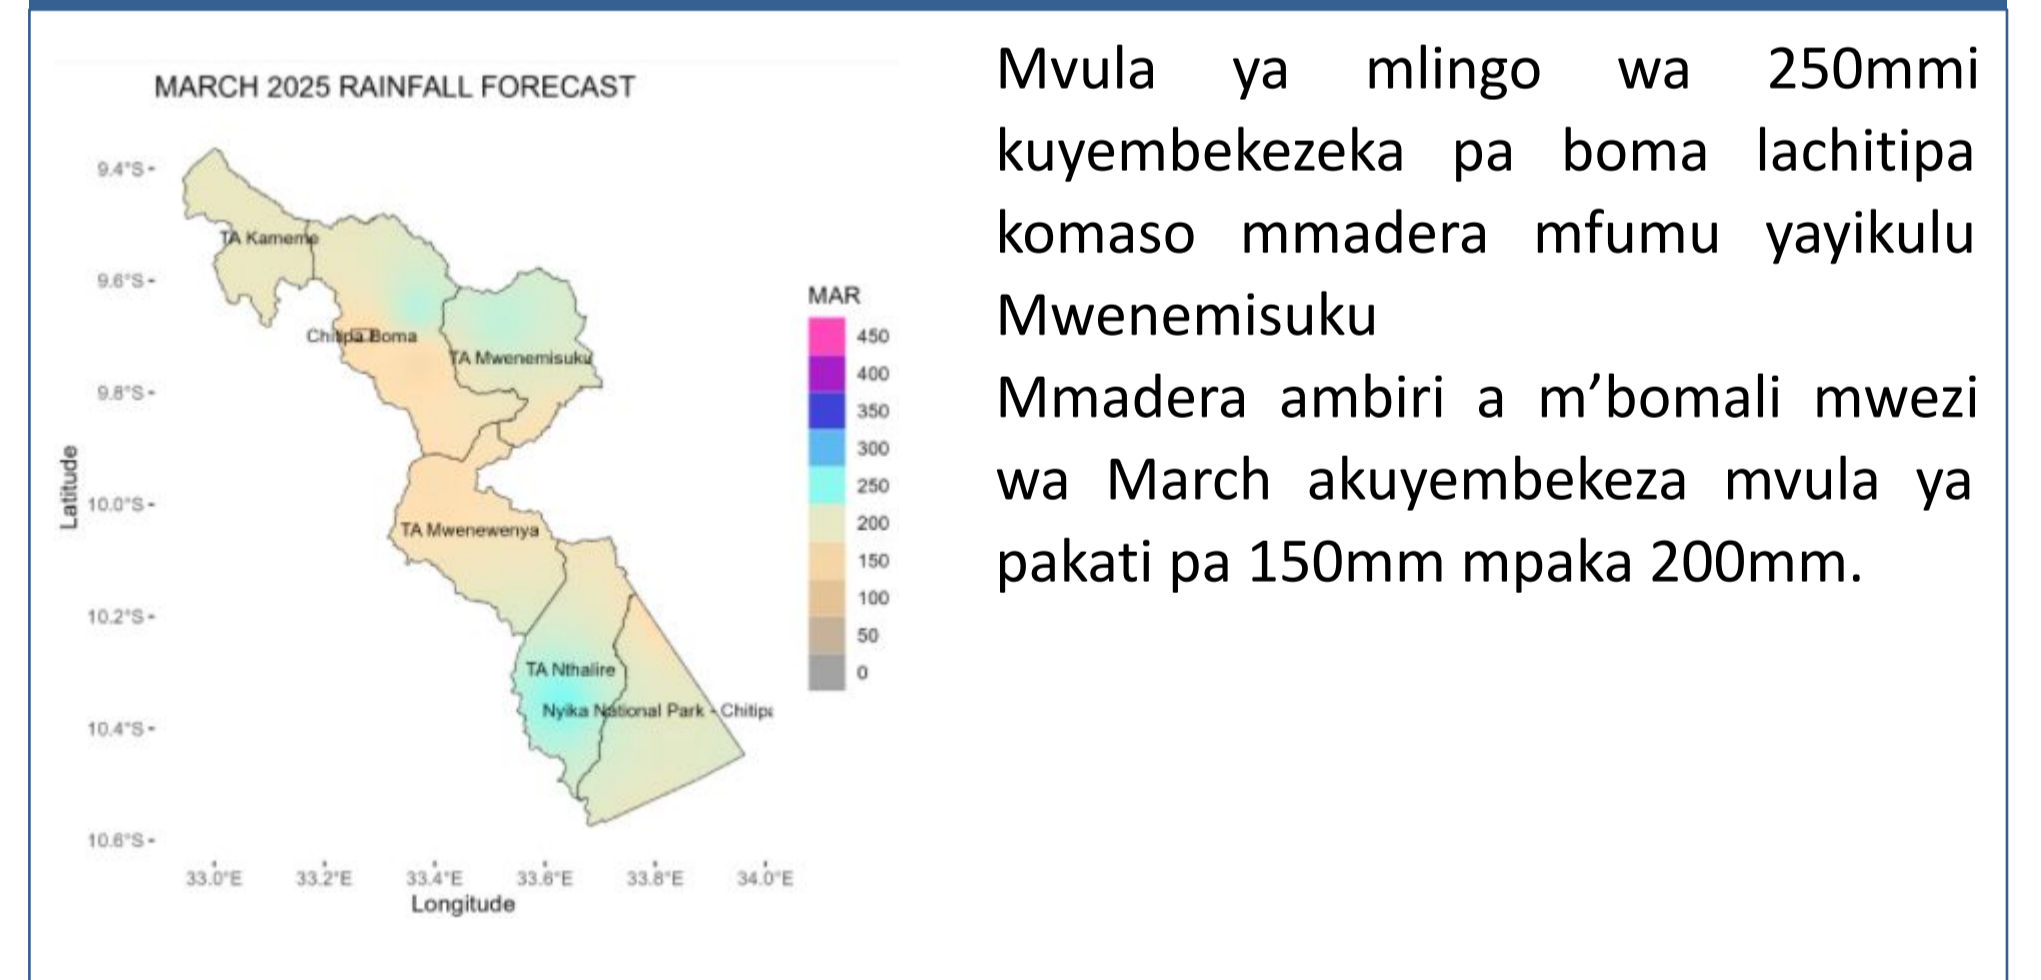 MARCH 2025 RAINFALL FORECAST
9.4°S
9.6°S
9.8°S
10.0°S
10.2°S
10.4°S
10.6°S
Latitude
TA Kameme
Chitipa Boma
TA Mwenemisuku
TA Mwenewenya
TA Nthalire
Nyika National Park - Chitipa
33.0°E 33.2°E 33.4°E 33.6°E 33.8°E 34.0°E
Longitude
MAR
450
400
350
300
250
200
150
100
50
0
Mvula ya mlingo wa 250mmi
kuyembekezeka pa boma lachitipa
komaso mmadera mfumu yayikulu
Mwenemisuku
Mmadera ambiri a m’bomali mwezi
wa March akuyembekeza mvula ya
pakati pa 150mm mpaka 200mm.